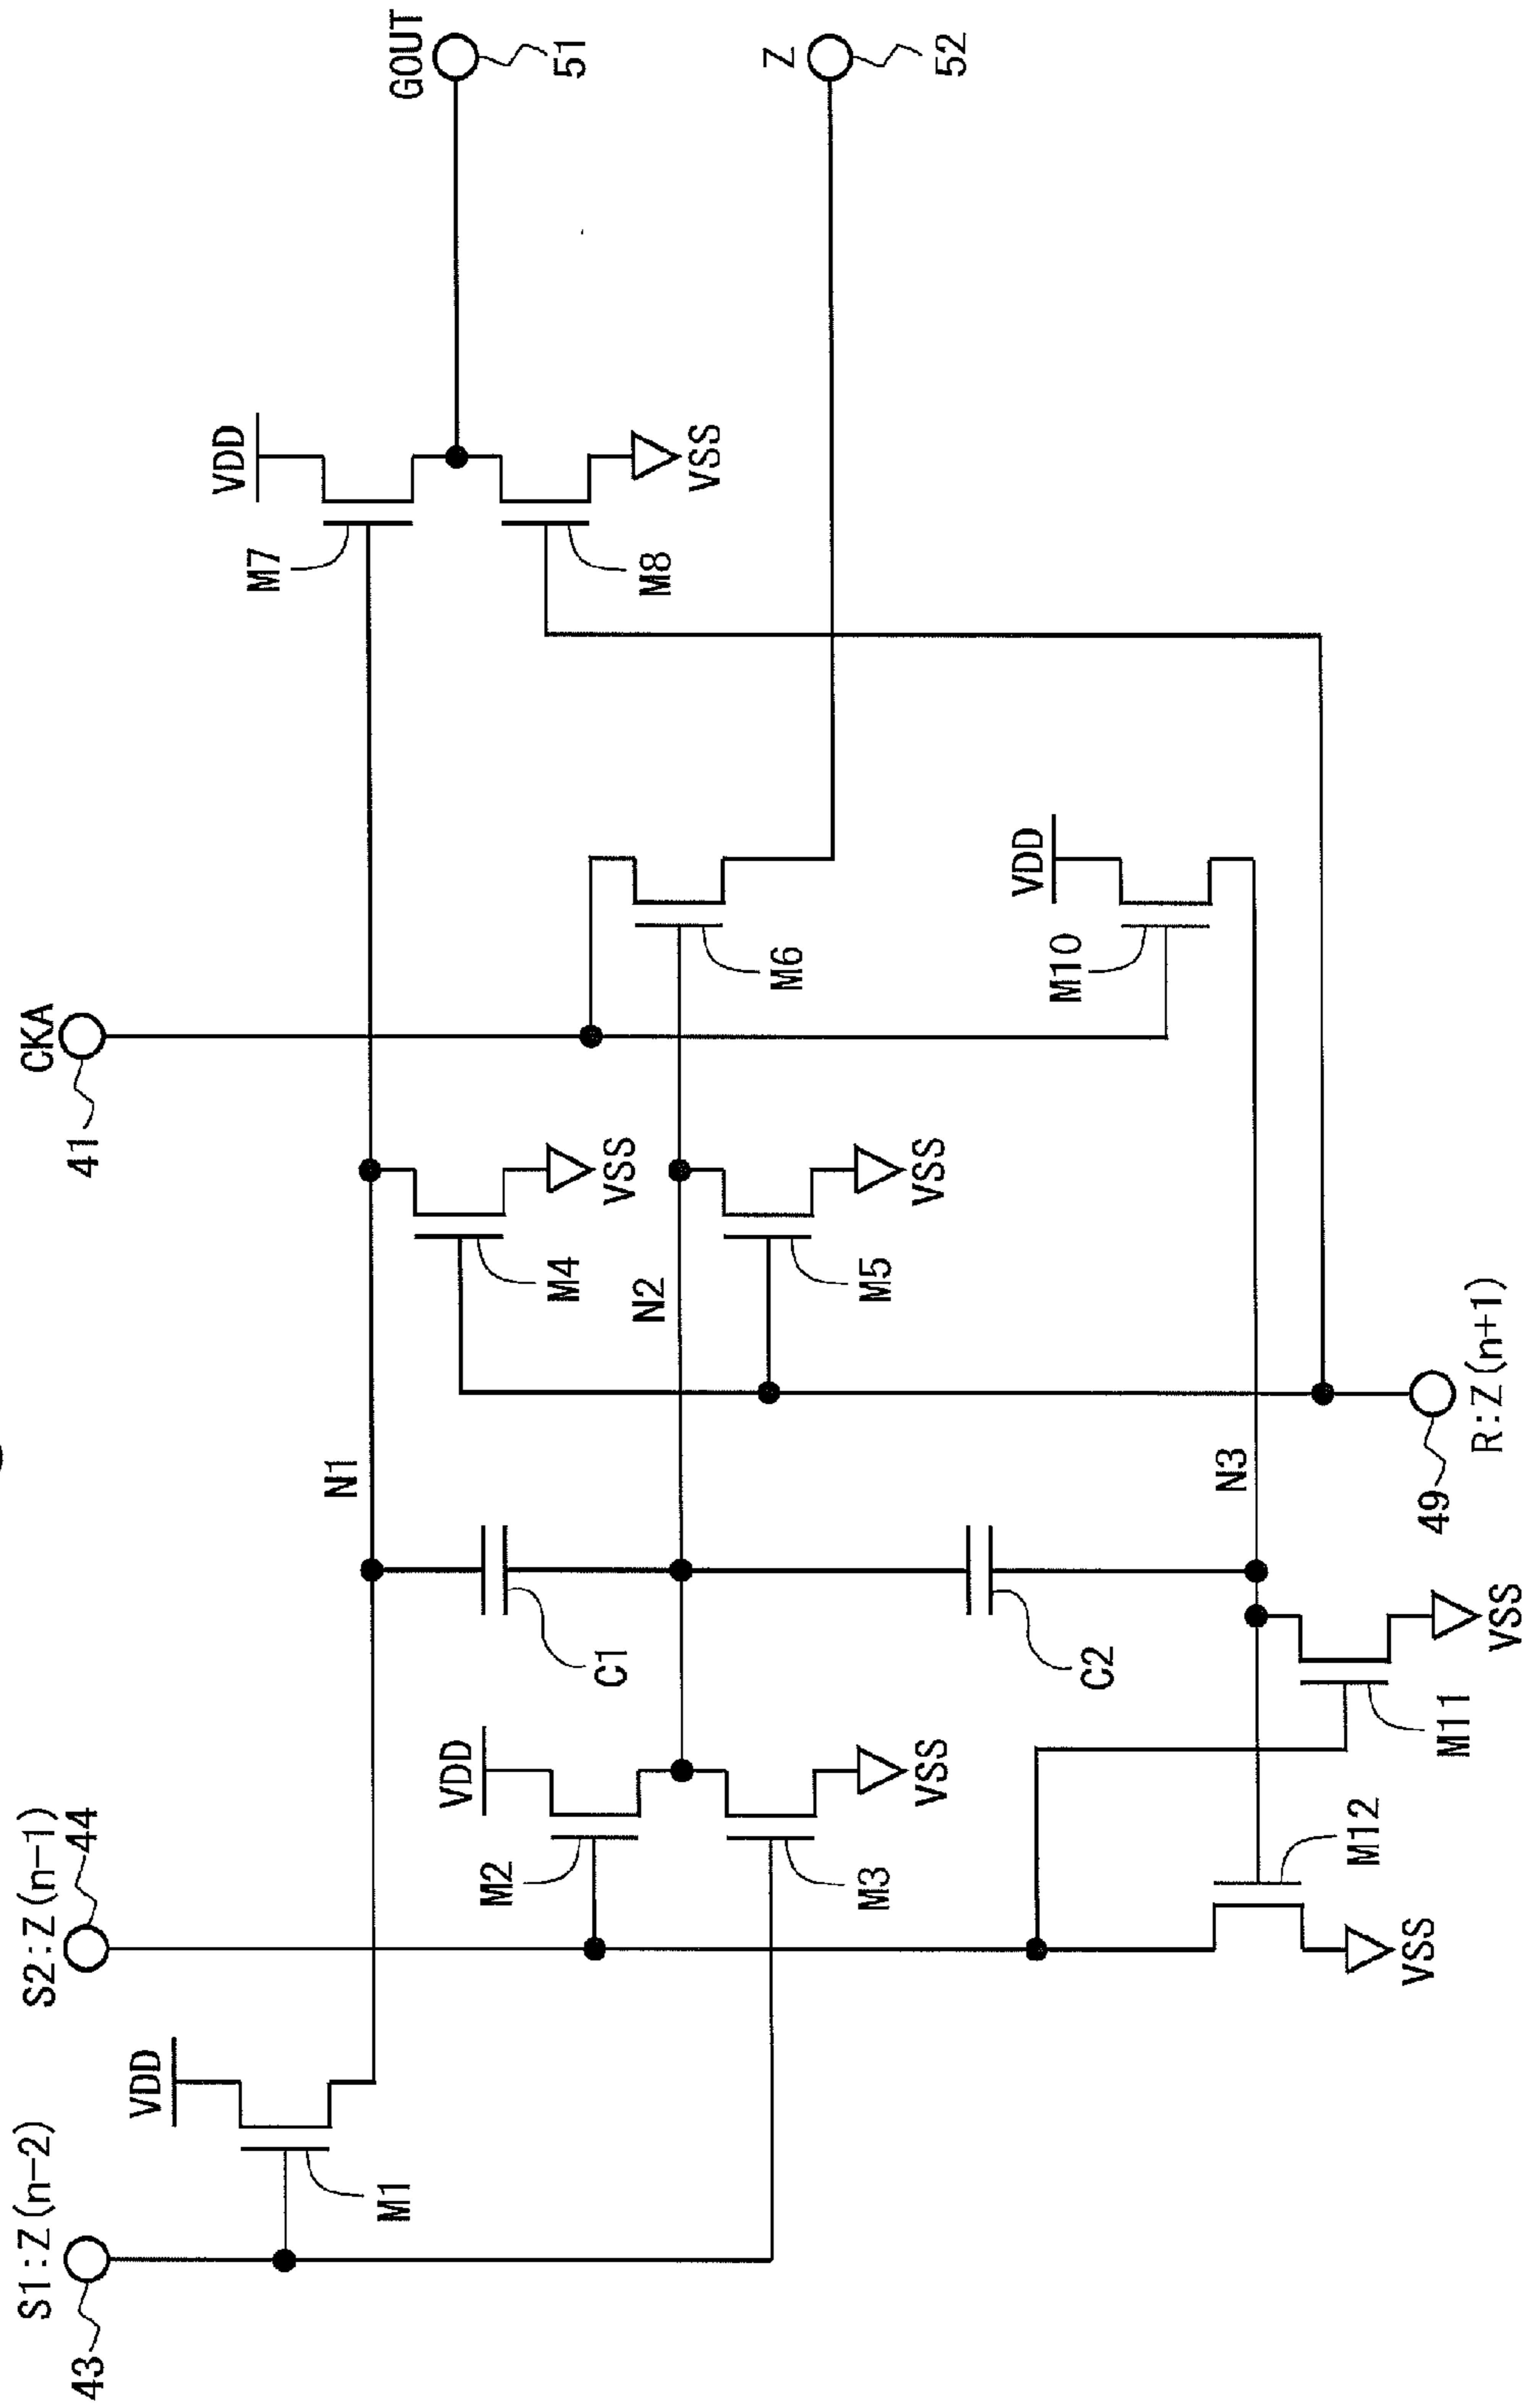 S1:Z(n-2)
43
S2:Z(n-1)
44
CKA
41
GOUT
51
Z
52
VDD
M1
VDD
M2
M3
VSS
N1
C1
N2
C2
N3
M4
VSS
M5
VSS
M6
VDD
M10
VDD
M7
M8
VSS
M12
VSS
M11
VSS
49
R:Z(n+1)